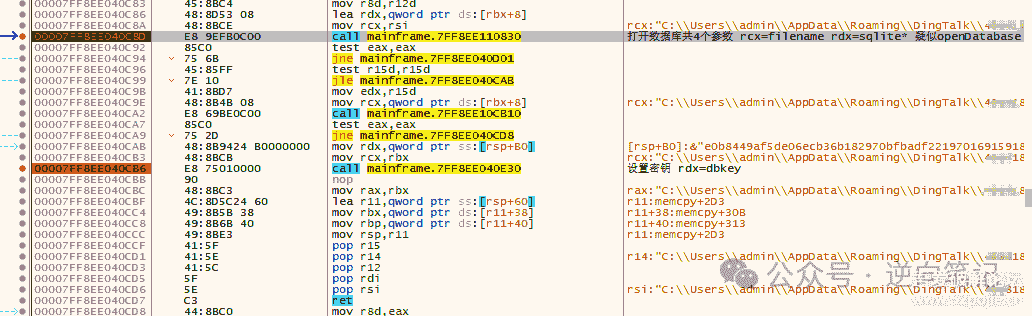 00007FF8EE040C83 45:8BC4 mov r8d,r12d
00007FF8EE040C86 48:8D53 08 lea rdx,qword ptr ds:[rbx+8]
00007FF8EE040C8A 48:8BCE mov rcx,rsi rcx:"C:\\Users\\admin\\AppData\\Roaming\\DingTalk\\
00007FF8EE040C8D E8 9EFB0C00 call mainframe.7FF8EE110830 打开数据库共4个参数 rcx=filename rdx=sqlite* 疑似openDatabase
00007FF8EE040C92 85C0 test eax,eax
00007FF8EE040C94 75 6B jne mainframe.7FF8EE040D01
00007FF8EE040C96 45:85FF test r15d,r15d
00007FF8EE040C99 7E 10 jle mainframe.7FF8EE040CAB
00007FF8EE040C9B 41:8BD7 mov edx,r15d
00007FF8EE040C9E 48:8B4B 08 mov rcx,qword ptr ds:[rbx+8] rcx:"C:\\Users\\admin\\AppData\\Roaming\\DingTalk\\
00007FF8EE040CA2 E8 69BE0C00 call mainframe.7FF8EE10CB10
00007FF8EE040CA7 85C0 test eax,eax
00007FF8EE040CA9 75 2D jne mainframe.7FF8EE040CD8
00007FF8EE040CAB 48:8B9424 B0000000 mov rdx,qword ptr ss:[rsp+B0] [rsp+B0]:&"e0b8449af5de06ecb36b182970bfbadf22197016915918
00007FF8EE040CB3 48:8BCB mov rcx,rbx rcx:"C:\\Users\\admin\\AppData\\Roaming\\DingTalk\\
00007FF8EE040CB6 E8 75010000 call mainframe.7FF8EE040E30 设置密钥 rdx=dbkey
00007FF8EE040CBB 90 nop
00007FF8EE040CBC 48:8BC3 mov rax,rbx rax:"C:\\Users\\admin\\AppData\\Roaming\\DingTalk\\
00007FF8EE040CBF 4C:8D5C24 60 lea r11,qword ptr ss:[rsp+60] r11:memcpy+2D3
00007FF8EE040CC4 49:8B5B 38 mov rbx,qword ptr ds:[r11+38] r11+38:memcpy+30B
00007FF8EE040CC8 49:8B6B 40 mov rbp,qword ptr ds:[r11+40] r11+40:memcpy+313
00007FF8EE040CCC 49:8BE3 mov rsp,r11 r11:memcpy+2D3
00007FF8EE040CCF 41:5F pop r15
00007FF8EE040CD1 41:5E pop r14 r14:"C:\\Users\\admin\\AppData\\Roaming\\DingTalk\\
00007FF8EE040CD3 41:5C pop r12
00007FF8EE040CD5 5F pop rdi
00007FF8EE040CD6 5E pop rsi rsi:"C:\\Users\\admin\\AppData\\Roaming\\DingTalk\\
00007FF8EE040CD7 C3 ret
00007FF8EE040CD8 44:8BC0 mov r8d,eax
公众号·逆向笔记